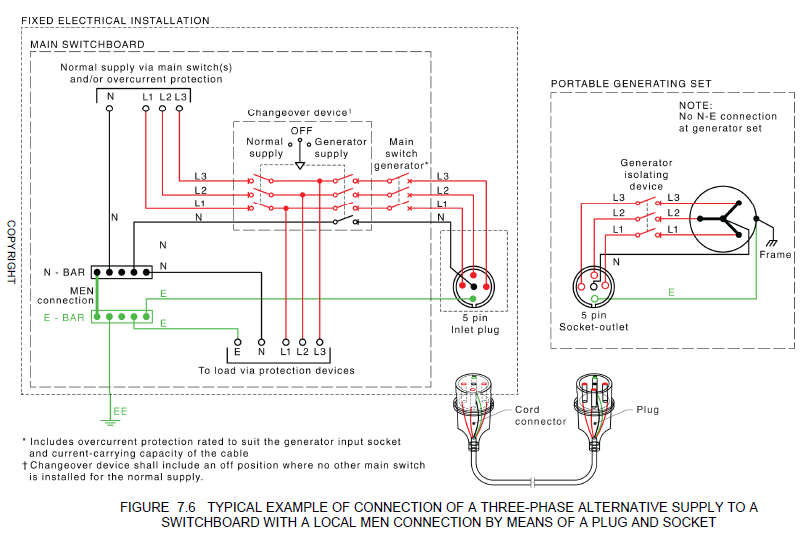 FIXED ELECTRICAL INSTALLATION
MAIN SWITCHBOARD
Normal supply via main switch(s)
and/or overcurrent protection
N L1 L2 L3
Changeover device†
OFF
Normal
supply
Generator
supply
Main
switch
generator*
L3
L2
L1
N
L3
L2
L1
N
N
N
N
N - BAR
MEN
connection
E - BAR
E
E
5 pin
Inlet plug
E N L1 L2 L3
To load via protection devices
EE
COPYRIGHT
PORTABLE GENERATING SET
NOTE:
No N-E connection
at generator set
Generator
isolating
device
L3 L3
L2 L2
L1 L1
N
Frame
E
5 pin
Socket-outlet
Cord
connector
Plug
* Includes overcurrent protection rated to suit the generator input socket
and current-carrying capacity of the cable
† Changeover device shall include an off position where no other main switch
is installed for the normal supply.
FIGURE 7.6 TYPICAL EXAMPLE OF CONNECTION OF A THREE-PHASE ALTERNATIVE SUPPLY TO A
SWITCHBOARD WITH A LOCAL MEN CONNECTION BY MEANS OF A PLUG AND SOCKET